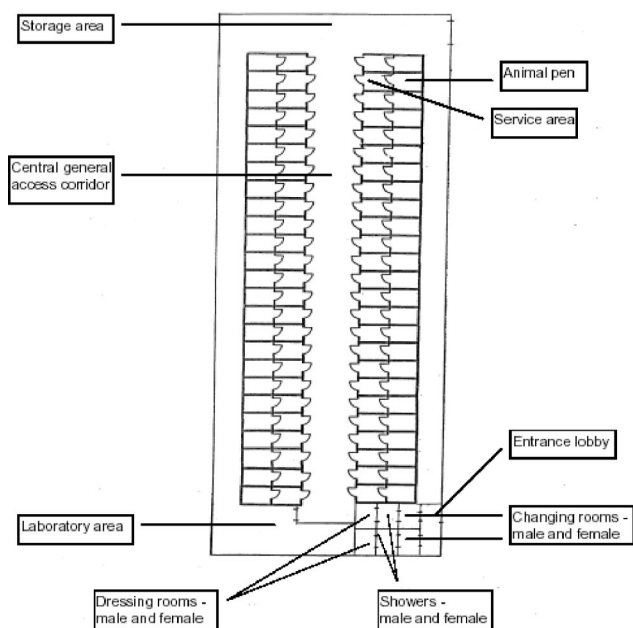 Storage area
Animal pen
Service area
Central general
access corridor
Entrance lobby
Laboratory area
Changing rooms -
male and female
Dressing rooms -
male and female
Showers -
male and female